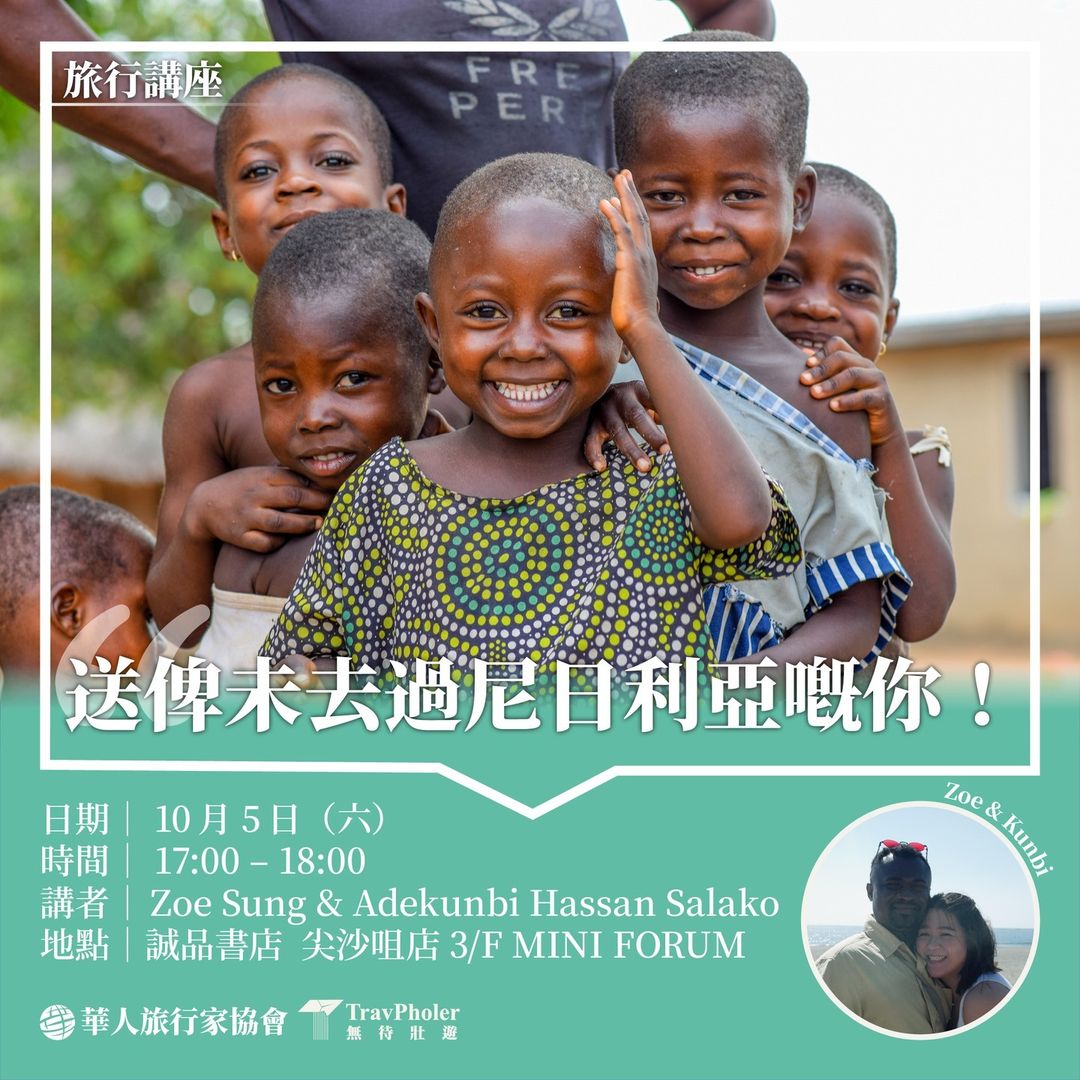 旅行講座
FRE
PER
送俾未去過尼日利亞嘅你！
日期｜ 10 月 5 日（六）
時間｜ 17:00 – 18:00
講者｜ Zoe Sung & Adekunbi Hassan Salako
地點｜誠品書店 尖沙咀店 3/F MINI FORUM
Zoe & Kunbi
華人旅行家協會
TravPholer
無待壯遊